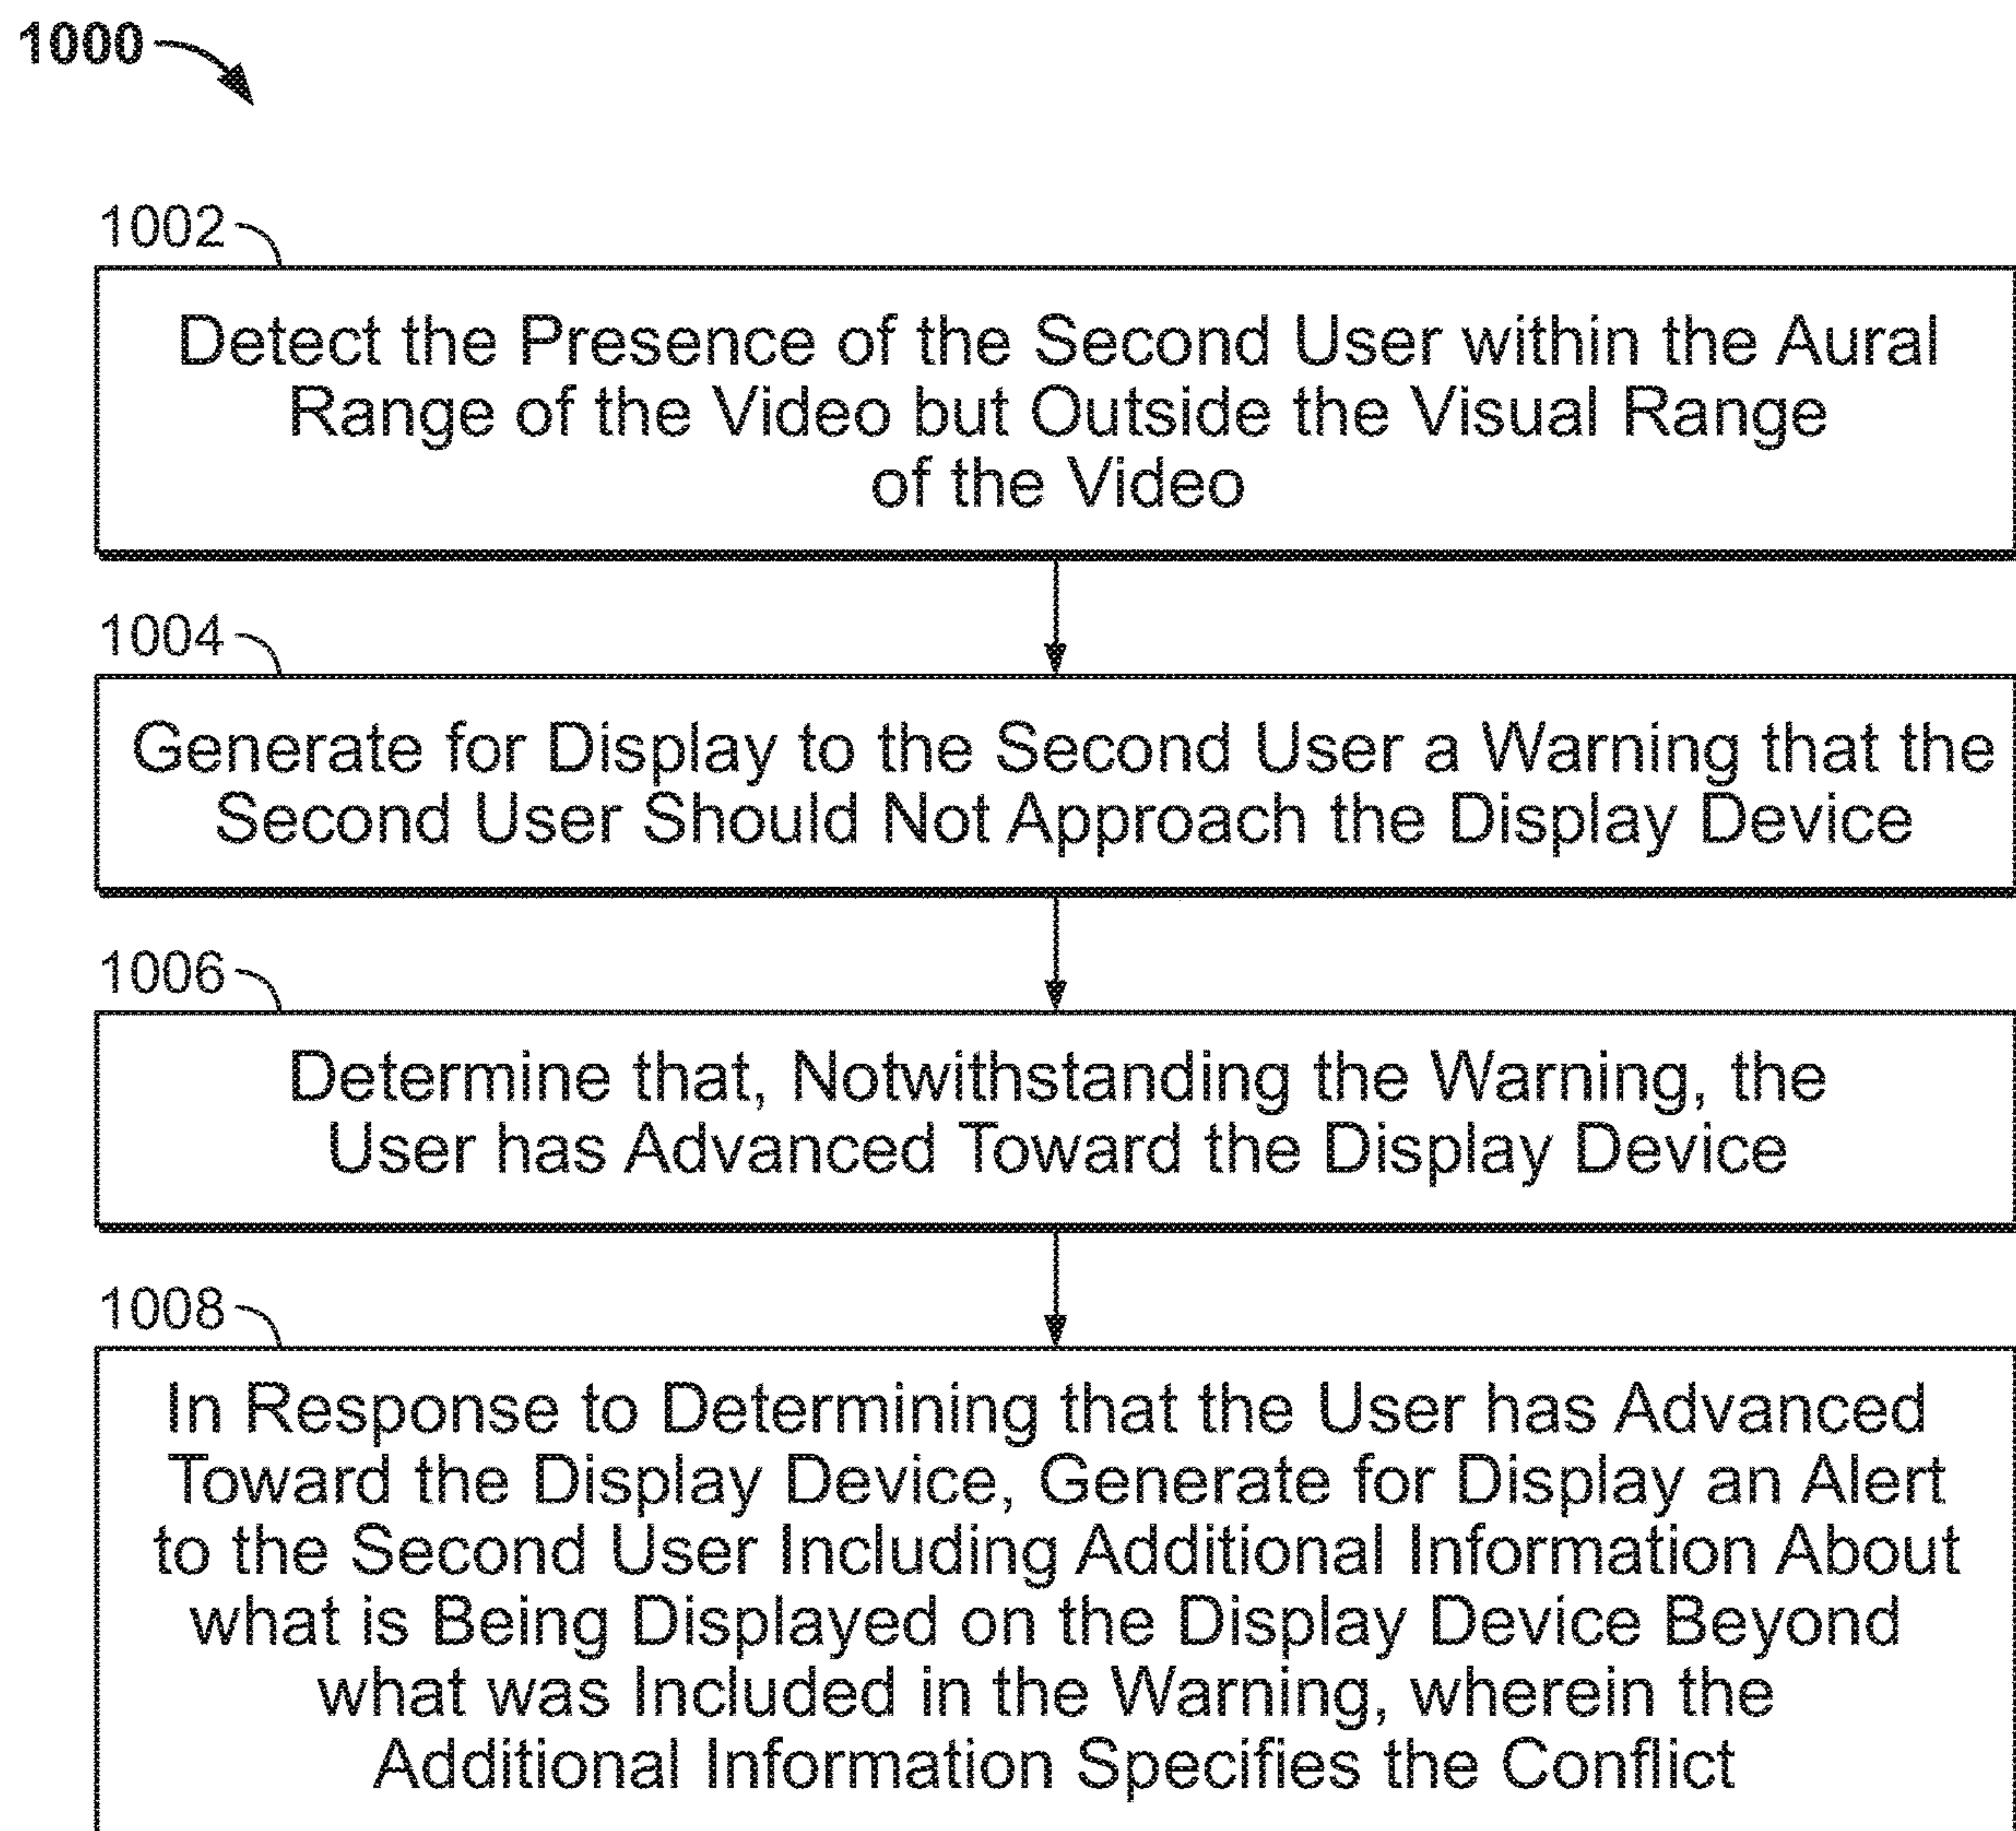 1000
1002
Detect the Presence of the Second User within the Aural
Range of the Video but Outside the Visual Range
of the Video
1004
Generate for Display to the Second User a Warning that the
Second User Should Not Approach the Display Device
1006
Determine that, Notwithstanding the Warning, the
User has Advanced Toward the Display Device
1008
In Response to Determining that the User has Advanced
Toward the Display Device, Generate for Display an Alert
to the Second User Including Additional Information About
what is Being Displayed on the Display Device Beyond
what was Included in the Warning, wherein the
Additional Information Specifies the Conflict